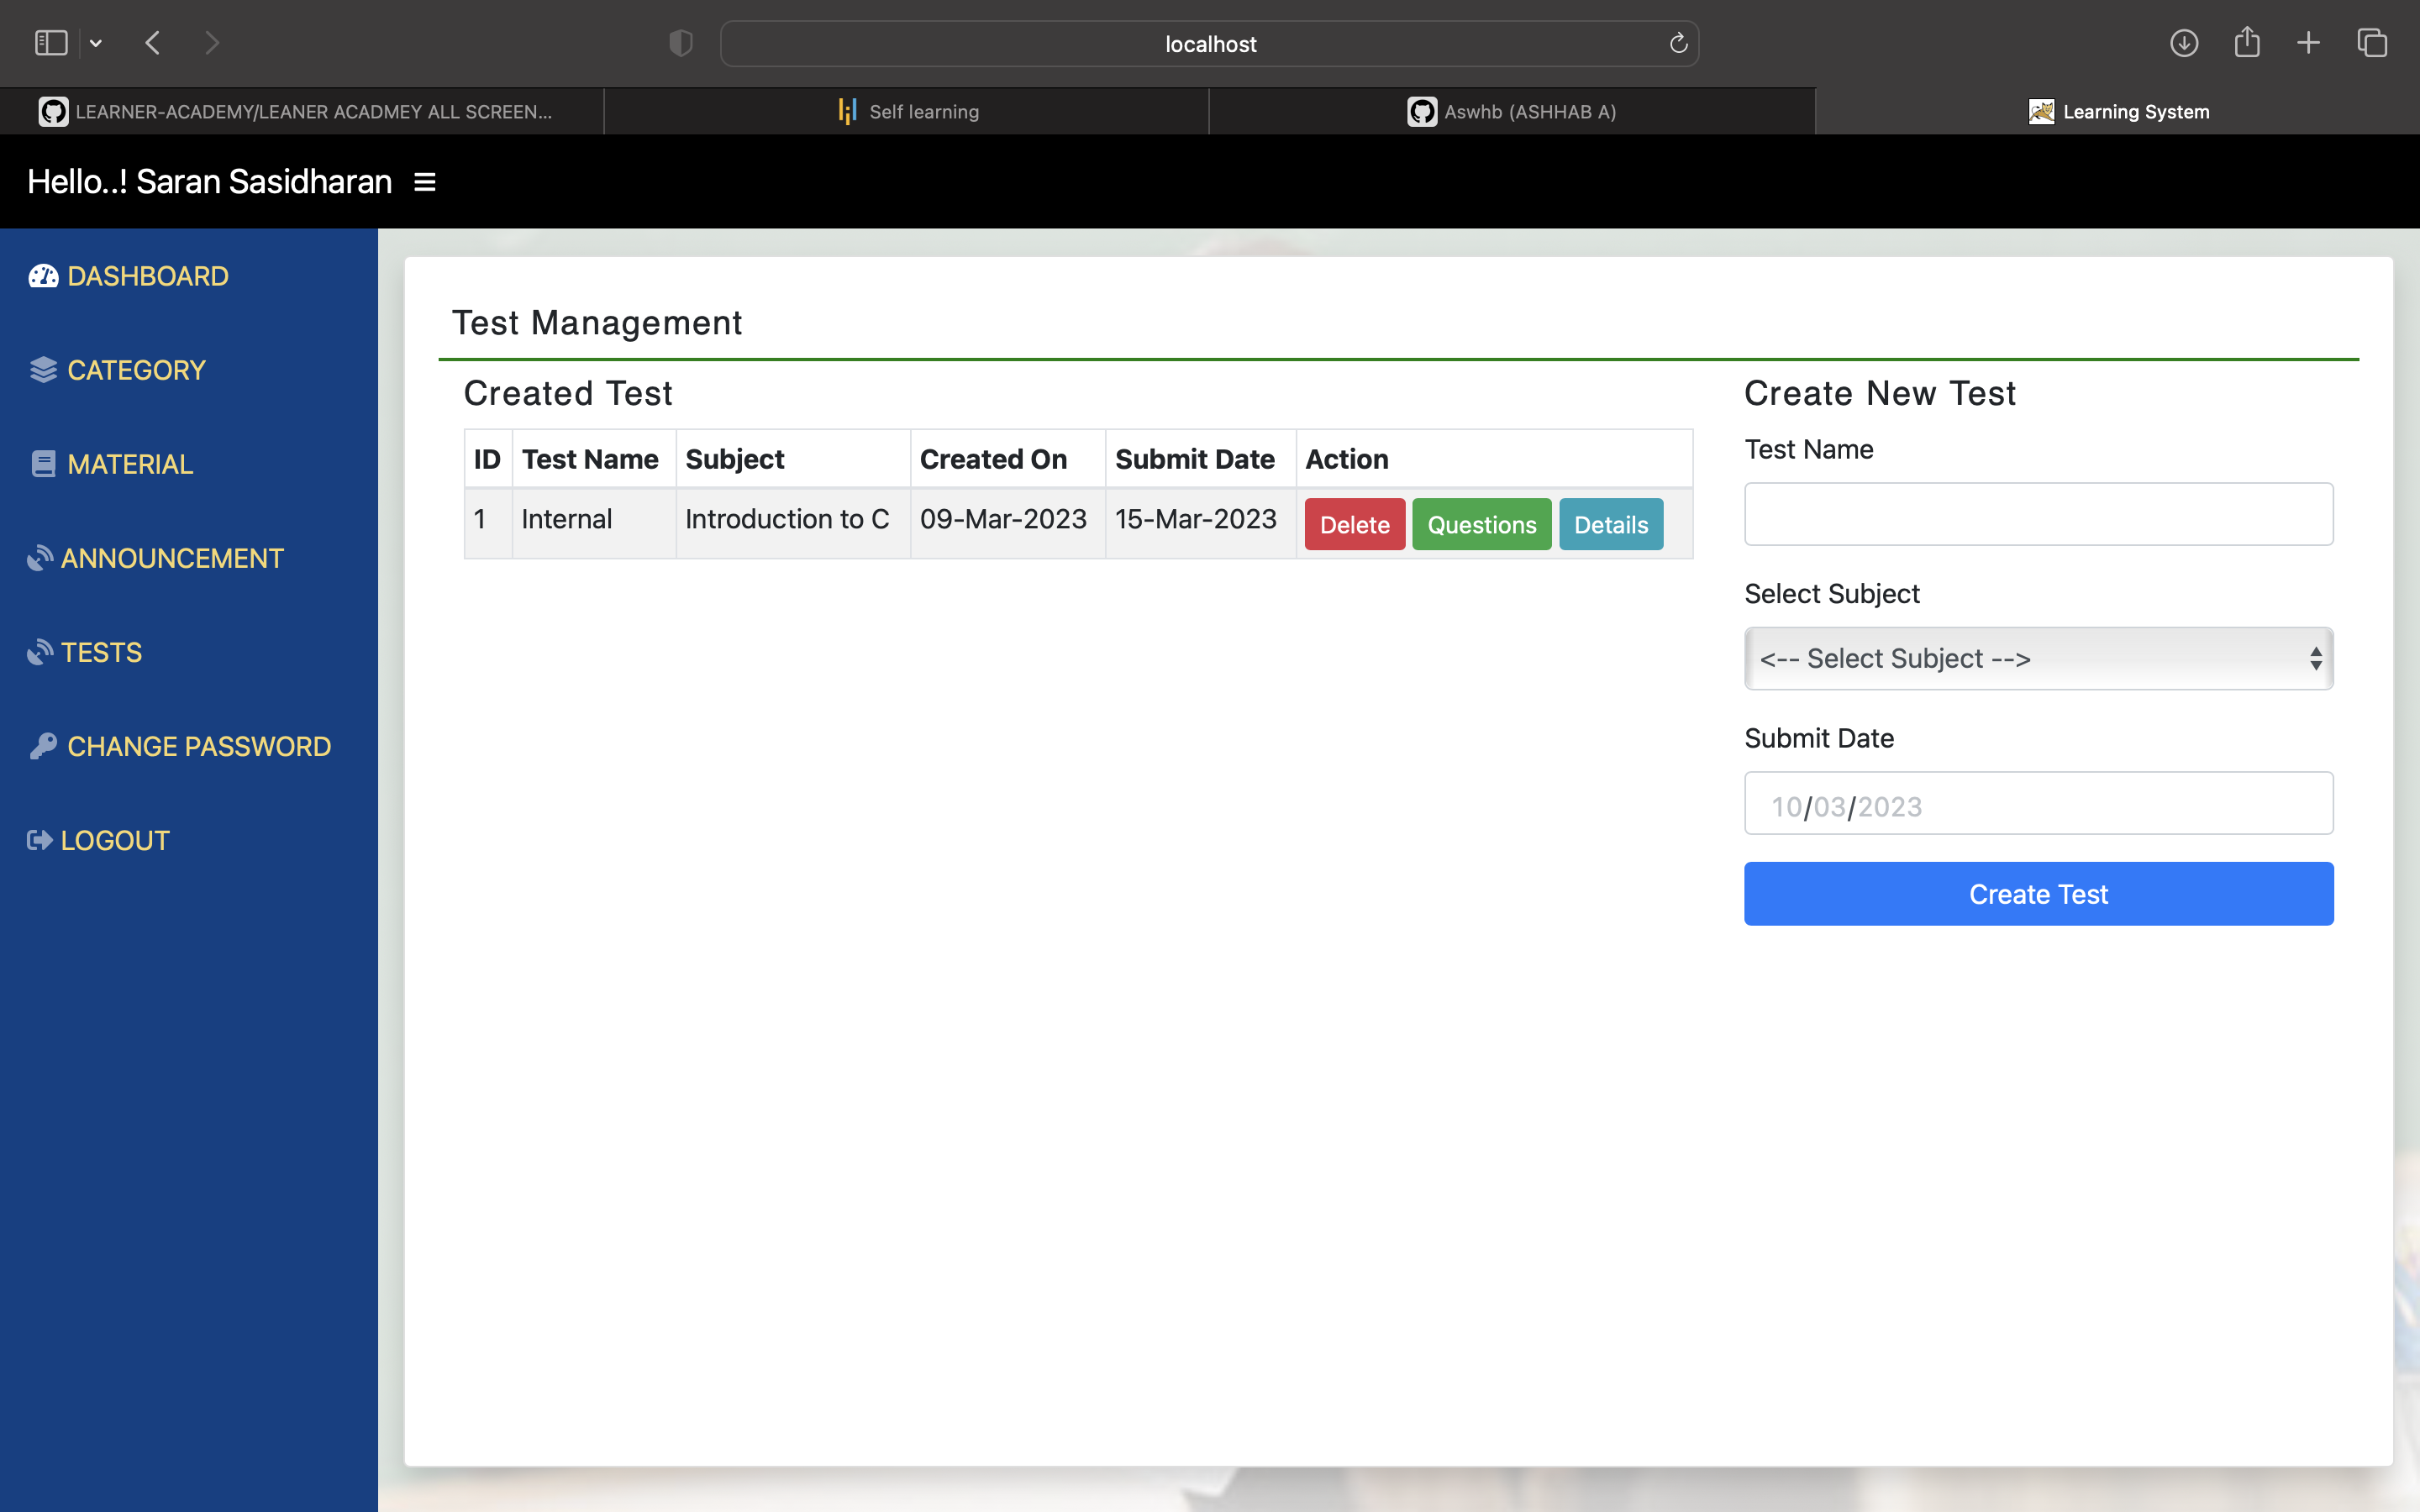 localhost
LEARNER-ACADEMY/LEANER ACADMEY ALL SCREEN...
Self learning
Aswhb (ASHHAB A)
Learning System
Hello..! Saran Sasidharan
DASHBOARD
CATEGORY
MATERIAL
ANNOUNCEMENT
TESTS
CHANGE PASSWORD
LOGOUT
Test Management
Created Test
ID Test Name Subject Created On Submit Date Action
1 Internal Introduction to C 09-Mar-2023 15-Mar-2023 Delete Questions Details
Create New Test
Test Name
Select Subject
<-- Select Subject -->
Submit Date
10/03/2023
Create Test